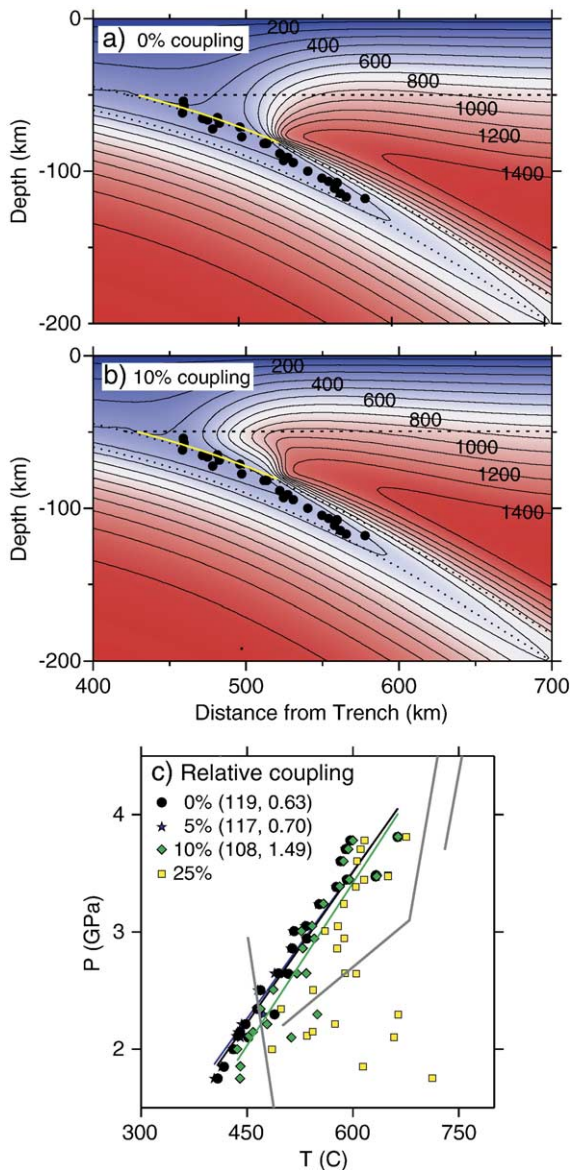 a) 0% coupling
200
400
600
800
1000
1200
1400
0
-100
-200
Depth (km)
b) 10% coupling
200
400
600
800
1000
1200
1400
0
-100
-200
Depth (km)
400 500 600 700
Distance from Trench (km)
c) Relative coupling
0% (119, 0.63)
5% (117, 0.70)
10% (108, 1.49)
25%
4
3
2
P (GPa)
300 450 600 750
T (C)